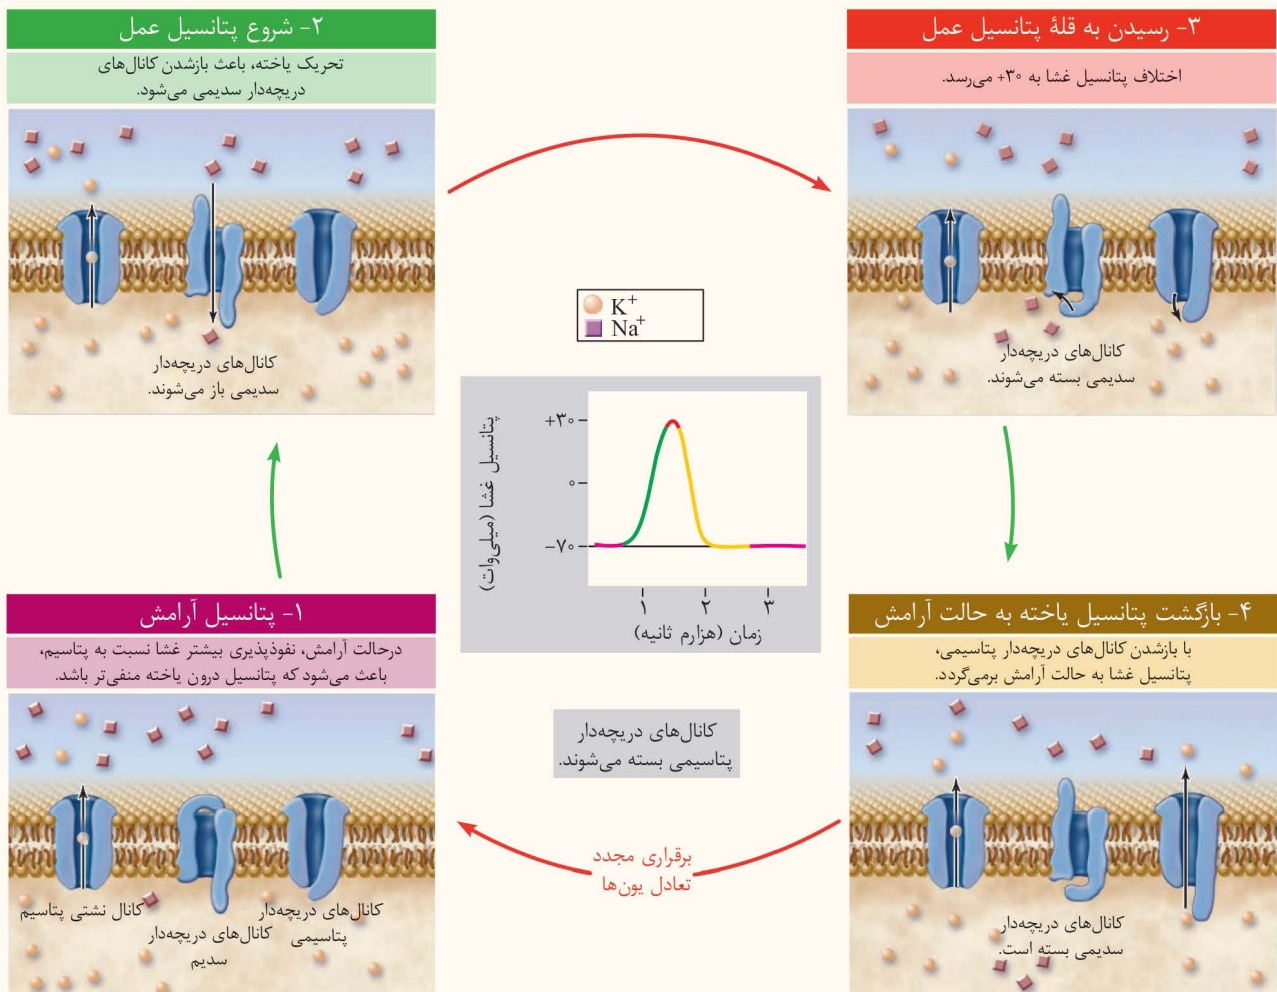 ۲- شروع پتانسیل عمل
تحریک یاخته، باعث بازشدن کانال‌های
دریچه‌دار سدیمی می‌شود.
کانال‌های دریچه‌دار
سدیمی باز می‌شوند.
۳- رسیدن به قلهٔ پتانسیل عمل
اختلاف پتانسیل غشا به ۳۰+ می‌رسد.
کانال‌های دریچه‌دار
سدیمی بسته می‌شوند.
K+
Na+
پتانسیل غشا (میلی‌وات)
+۳۰
۰
−۷۰
۱ ۲ ۳
زمان (هزارم ثانیه)
۱- پتانسیل آرامش
درحالت آرامش، نفوذپذیری بیشتر غشا نسبت به پتاسیم،
باعث می‌شود که پتانسیل درون یاخته منفی‌تر باشد.
کانال نشتی پتاسیم
کانال‌های دریچه‌دار
سدیم
کانال‌های دریچه‌دار
پتاسیمی
کانال‌های دریچه‌دار
پتاسیمی بسته می‌شوند.
برقراری مجدد
تعادل یون‌ها
۴- بازگشت پتانسیل یاخته به حالت آرامش
با بازشدن کانال‌های دریچه‌دار پتاسیمی،
پتانسیل غشا به حالت آرامش برمی‌گردد.
کانال‌های دریچه‌دار
سدیمی بسته است.